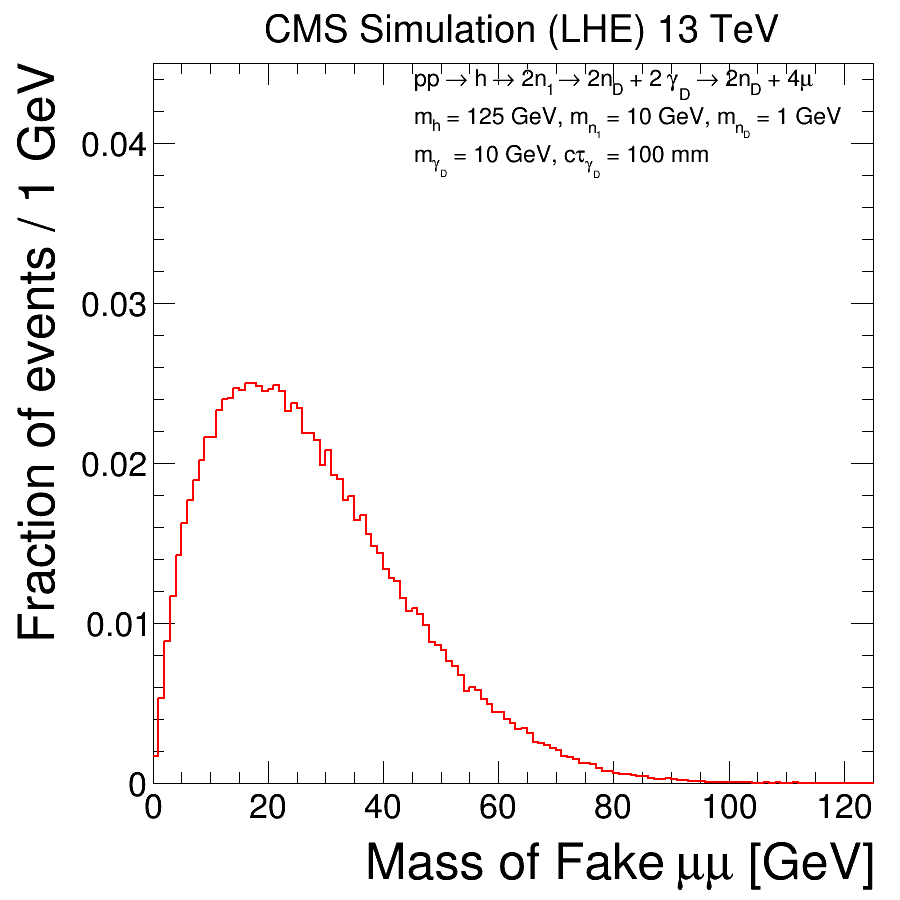 CMS Simulation (LHE) 13 TeV
pp → h → 2n₁ → 2n_D + 2 γ_D → 2n_D + 4μ
m_h = 125 GeV, m_n₁ = 10 GeV, m_n_D = 1 GeV
m_γ_D = 10 GeV, cτ_γ_D = 100 mm
Fraction of events / 1 GeV
0.04
0.03
0.02
0.01
0
0 20 40 60 80 100 120
Mass of Fake μμ [GeV]